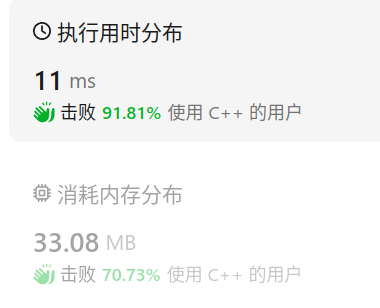 执行用时分布
11 ms
击败 91.81% 使用 C++ 的用户
消耗内存分布
33.08 MB
击败 70.73% 使用 C++ 的用户